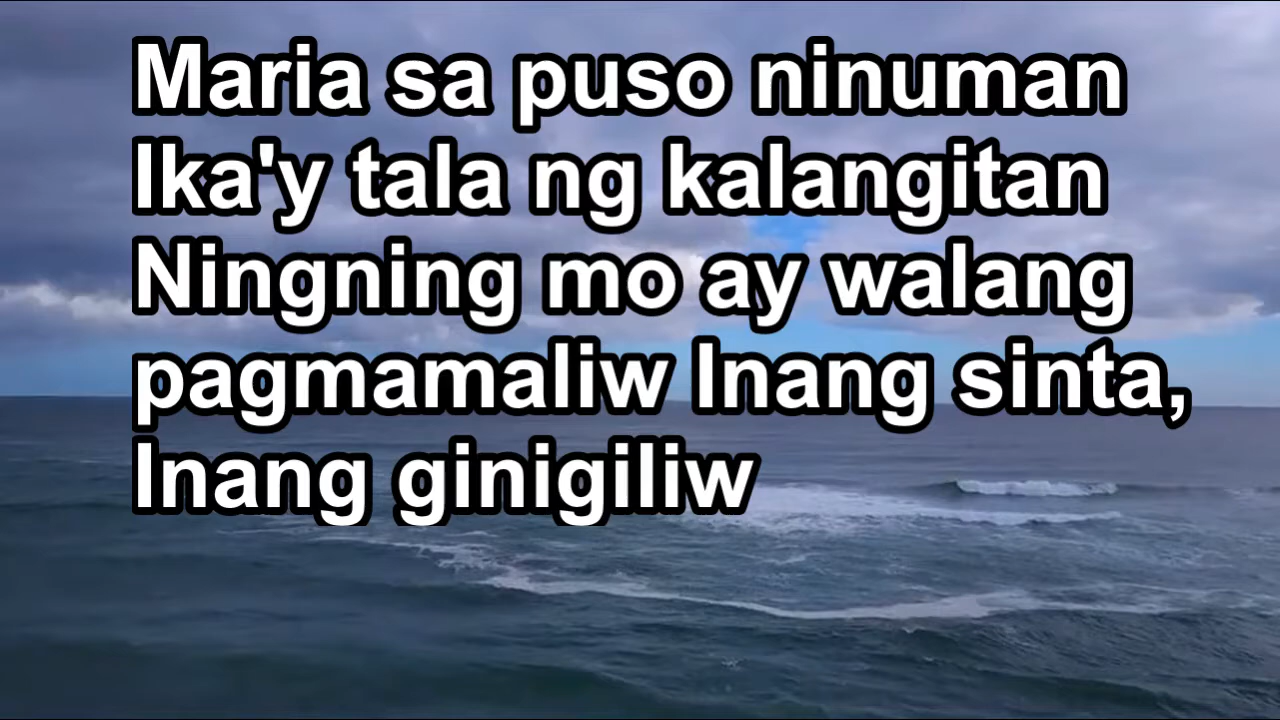 Maria sa puso ninuman
Ika'y tala ng kalangitan
Ningning mo ay walang
pagmamaliw Inang sinta,
Inang ginigiliw